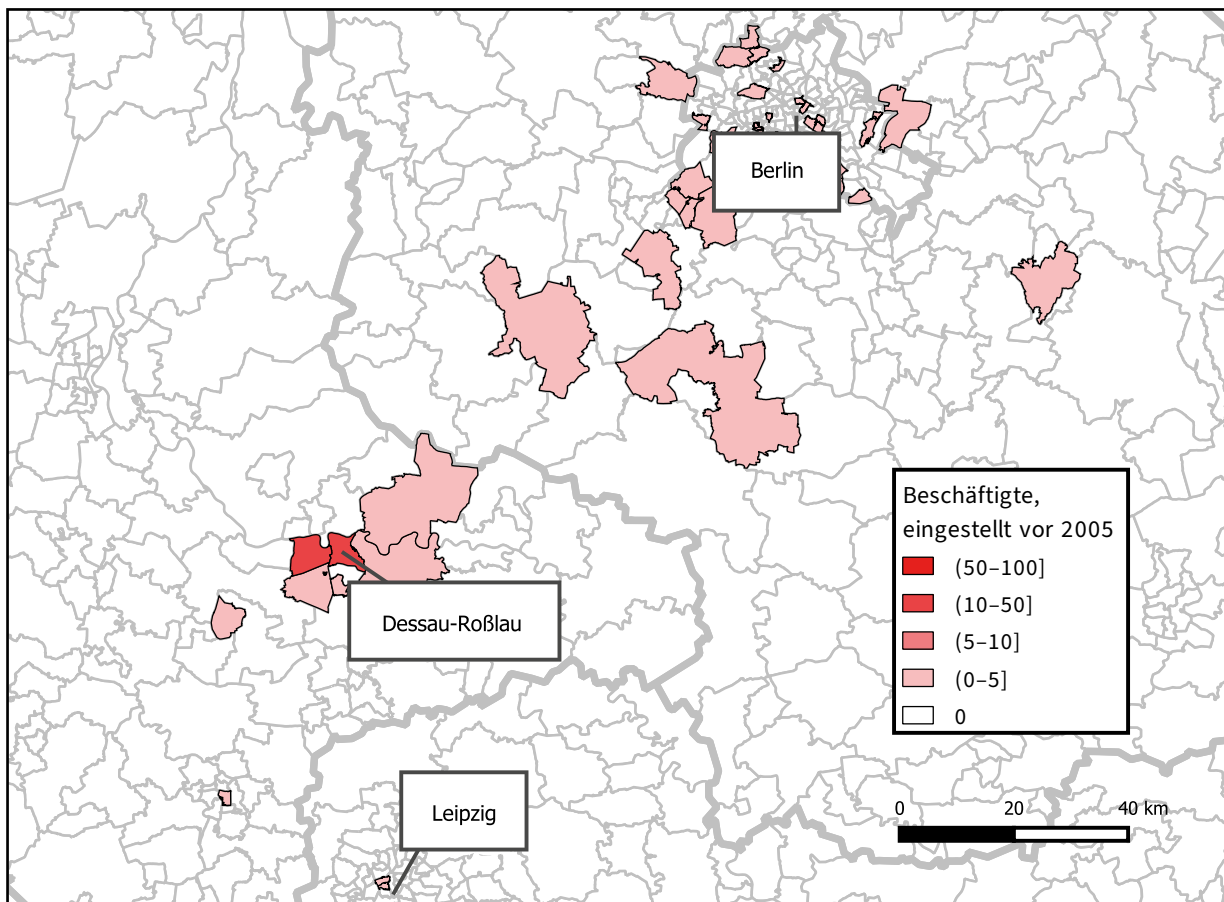 Berlin
Beschäftigte,
eingestellt vor 2005
(50–100]
(10–50]
(5–10]
(0–5]
0
Dessau-Roßlau
Leipzig
0 20 40 km